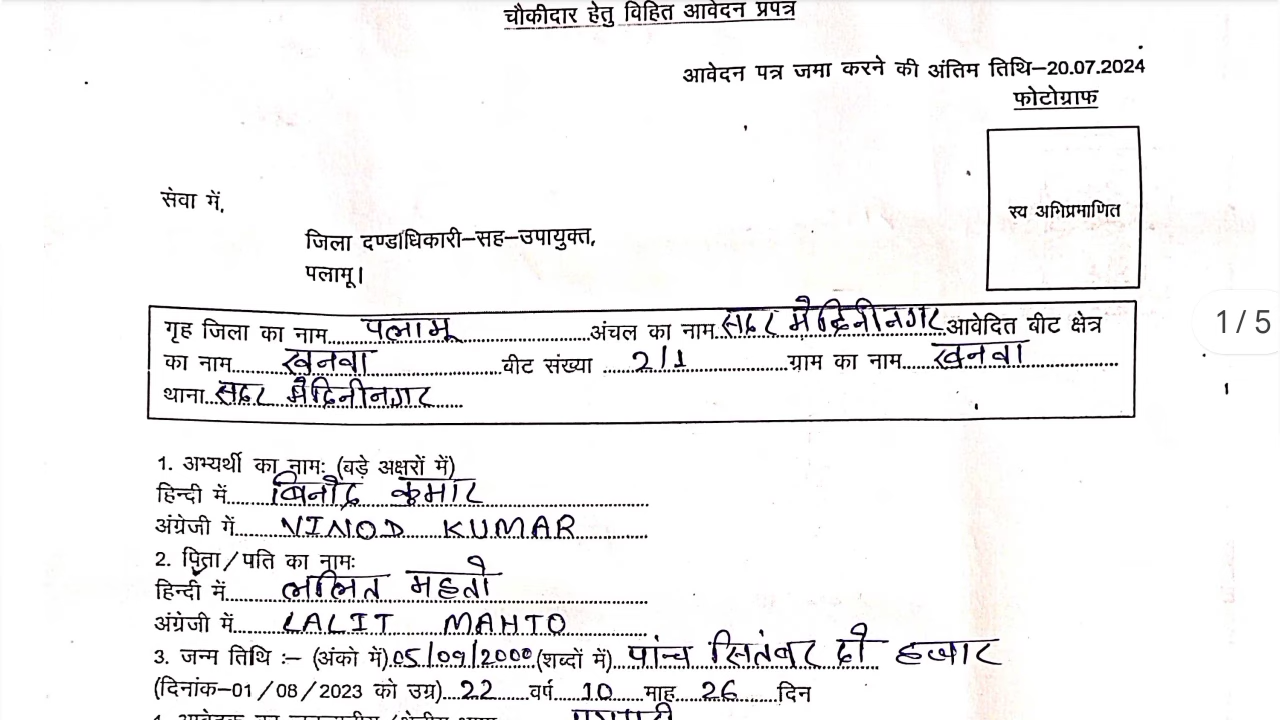 चौकीदार हेतु विहित आवेदन प्रपत्र
आवेदन पत्र जमा करने की अंतिम तिथि–20.07.2024
फोटोग्राफ
स्व अभिप्रमाणित
सेवा में,
जिला दण्डाधिकारी–सह–उपायुक्त,
पलामू।
गृह जिला का नाम पलामू अंचल का नाम सदर मेदिनीनगर आवेदित बीट क्षेत्र
का नाम खनवा बीट संख्या 2/1 ग्राम का नाम खनवा
थाना सदर मेदिनीनगर
1/5
1. अभ्यर्थी का नामः (बड़े अक्षरों में)
हिन्दी में बिनोद कुमार
अंग्रेजी में VINOD KUMAR
2. पिता/पति का नामः
हिन्दी में ललित महतो
अंग्रेजी में LALIT MAHTO
3. जन्म तिथि :– (अंको में) 05/09/2000 (शब्दों में) पांच सितंबर दो हजार
(दिनांक–01/08/2023 को उम्र) 22 वर्ष 10 माह 26 दिन